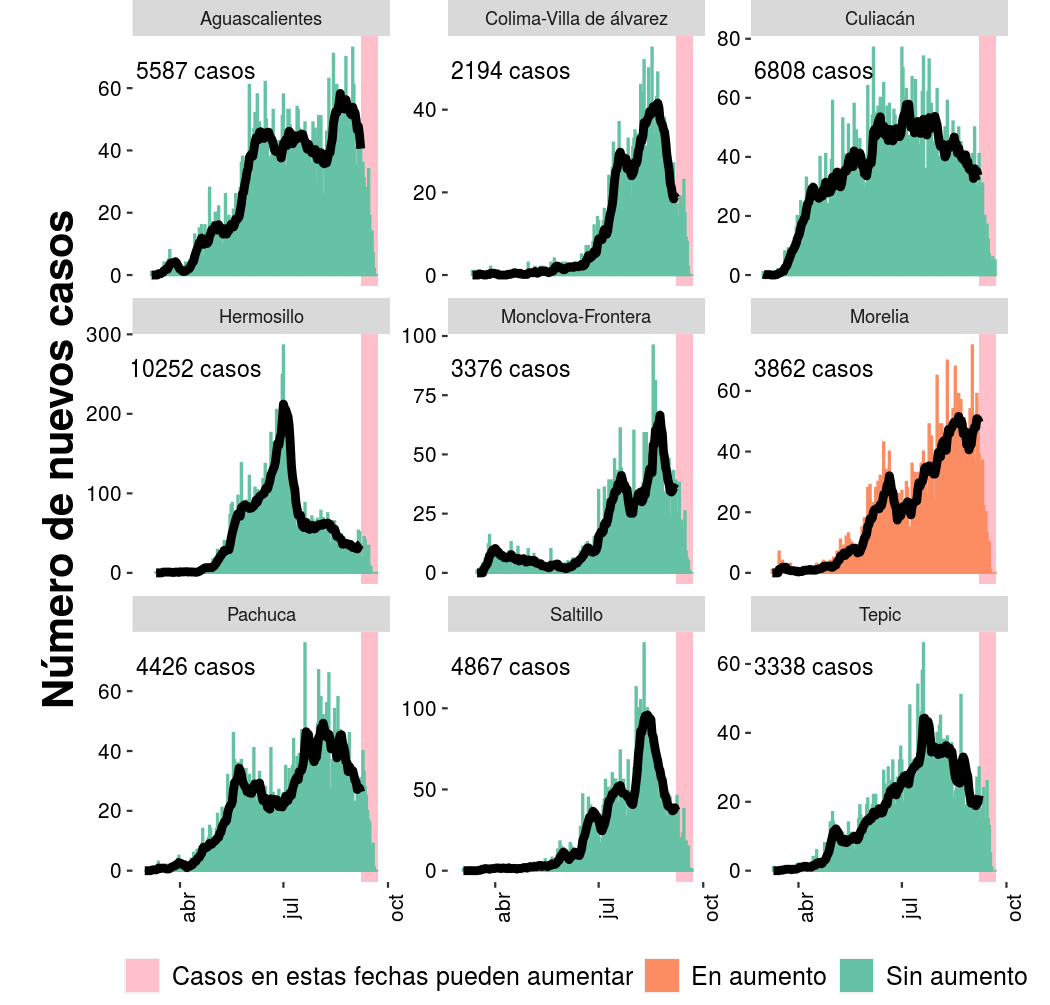 Número de nuevos casos
Aguascalientes
Colima-Villa de álvarez
Culiacán
5587 casos
2194 casos
6808 casos
60
40
20
0
40
20
0
80
60
40
20
0
Hermosillo
Monclova-Frontera
Morelia
10252 casos
3376 casos
3862 casos
300
200
100
0
100
75
50
25
0
60
40
20
0
Pachuca
Saltillo
Tepic
4426 casos
4867 casos
3338 casos
60
40
20
0
100
50
0
60
40
20
0
abr jul oct
abr jul oct
abr jul oct
Casos en estas fechas pueden aumentar En aumento Sin aumento